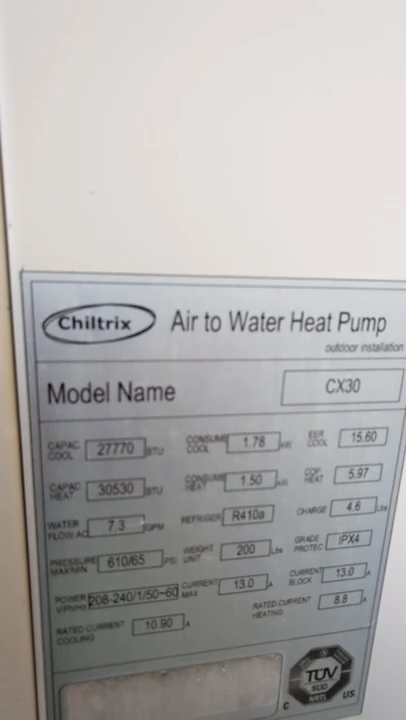 Chiltrix Air to Water Heat Pump
outdoor installation
Model Name CX30
CAPAC. COOL 27770 BTU CONSUME COOL 1.78 kW EER COOL 15.60
CAPAC. HEAT 30530 BTU CONSUME HEAT 1.50 kW COP HEAT 5.97
WATER FLOW AC 7.3 GPM REFRIGER R410a CHARGE 4.6 Lbs
PRESSURE MAX/MIN 610/65 PSI WEIGHT UNIT 200 Lbs GRADE PROTEC. IPX4
POWER V/PH/Hz 208-240/1/50~60 CURRENT MAX 13.0 A CURRENT BLOCK 13.0 A
RATED CURRENT COOLING 10.90 A RATED CURRENT HEATING 8.8 A
TUV
SUD
NRTL
C US